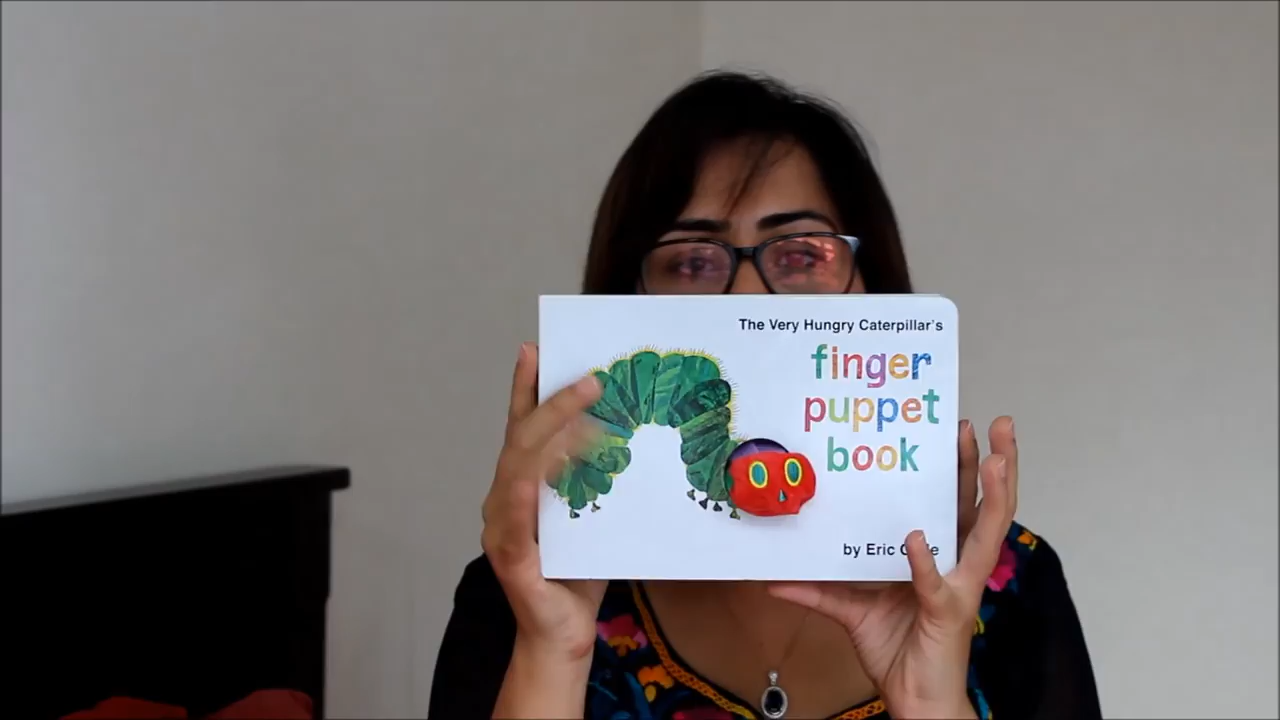 The Very Hungry Caterpillar's
finger
puppet
book
by Eric